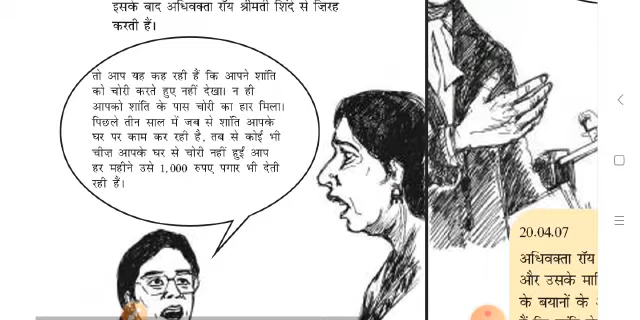 इसके बाद अधिवक्ता रॉय श्रीमती शिंदे से ज़िरह
करती हैं।
तो आप यह कह रही हैं कि आपने शांति
को चोरी करते हुए नहीं देखा। न ही
आपको शांति के पास चोरी का हार मिला।
पिछले तीन साल में जब से शांति आपके
घर पर काम कर रही है, तब से कोई भी
चीज़ आपके घर से चोरी नहीं हुई आप
हर महीने उसे 1,000 रुपए पगार भी देती
रही हैं।
20.04.07
अधिवक्ता रॉय
और उसके
के बयानों के